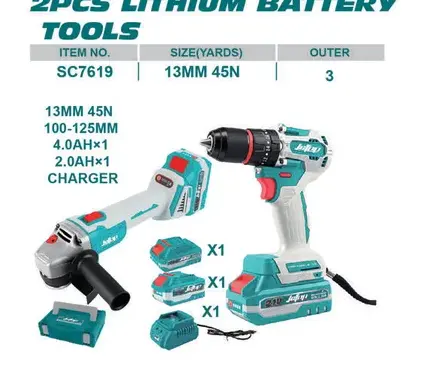 2PCS LITHIUM BATTERY
TOOLS
ITEM NO. SIZE(YARDS) OUTER
SC7619 13MM 45N 3
13MM 45N
100-125MM
4.0AH×1
2.0AH×1
CHARGER
X1
X1
X1